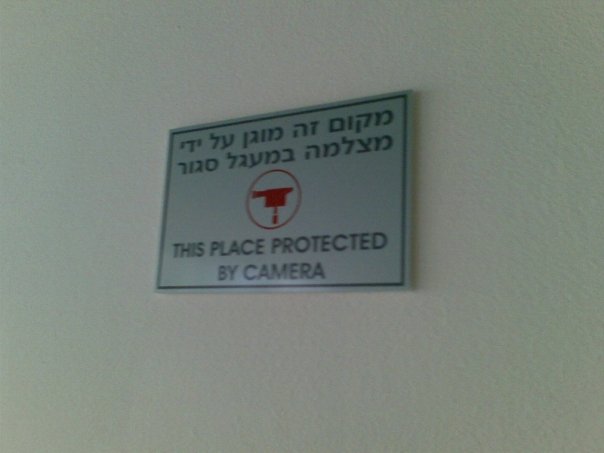 מקום זה מוגן על ידי
מצלמה במעגל סגור
THIS PLACE PROTECTED
BY CAMERA